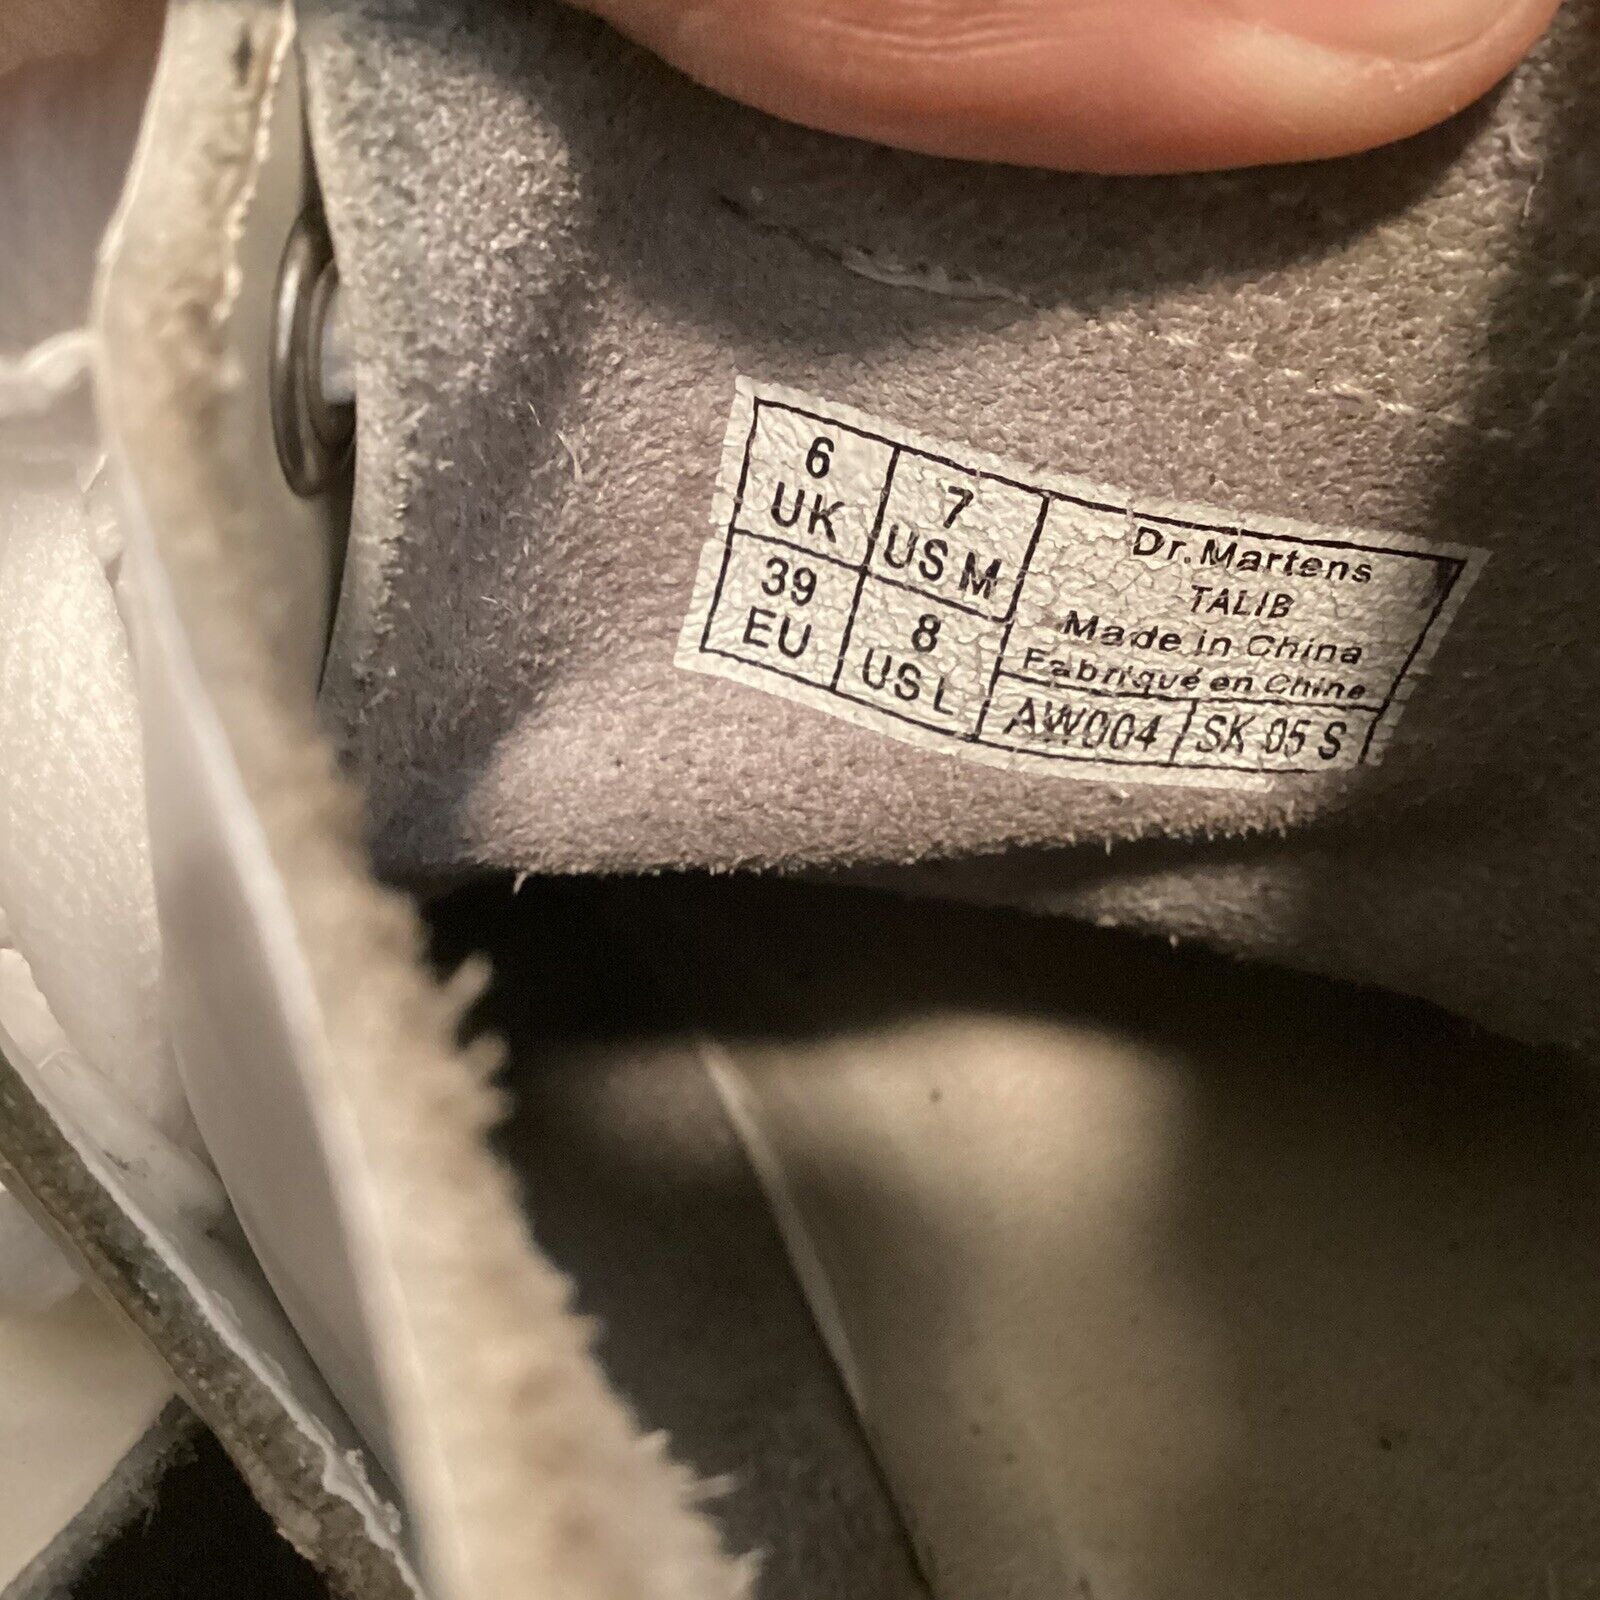 6
UK
7
US M
39
EU
8
US L
Dr. Martens
TALIB
Made in China
Fabriqué en Chine
AW004
SK 05 S